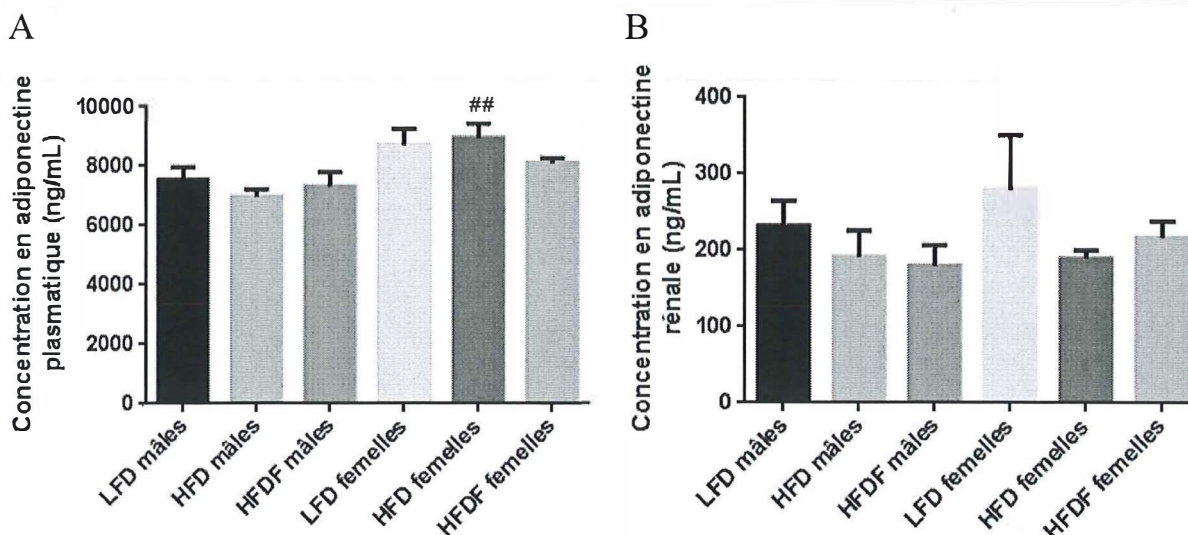 A
Concentration en adiponectine
plasmatique (ng/mL)
10000
8000
6000
4000
2000
0
##
LFD mâles
HFD mâles
HFDF mâles
LFD femelles
HFD femelles
HFDF femelles
B
Concentration en adiponectine
rénale (ng/mL)
400
300
200
100
0
LFD mâles
HFD mâles
HFDF mâles
LFD femelles
HFD femelles
HFDF femelles